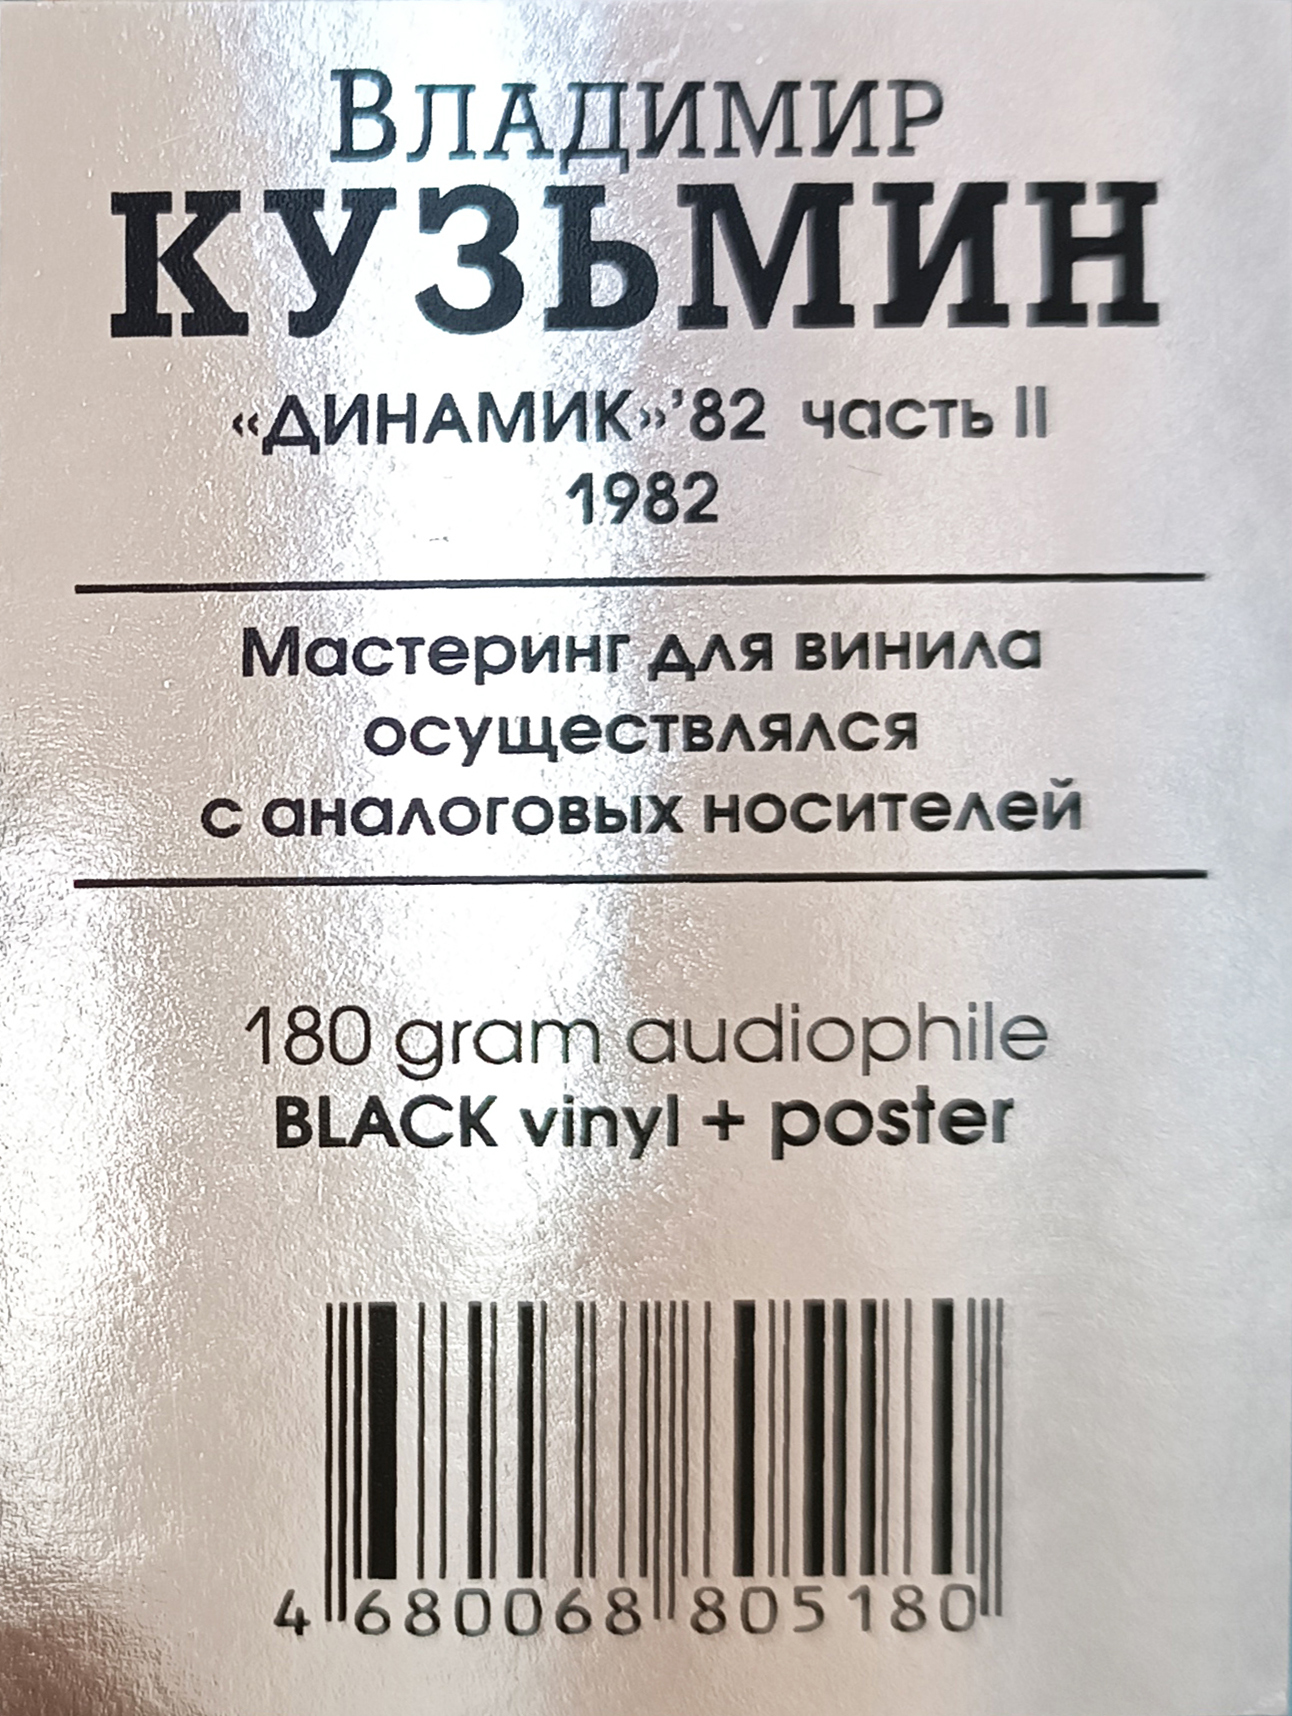 Владимир
КУЗЬМИН
«ДИНАМИК»'82 часть II
1982
Мастеринг для винила
осуществлялся
с аналоговых носителей
180 gram audiophile
BLACK vinyl + poster
4 680068 805180